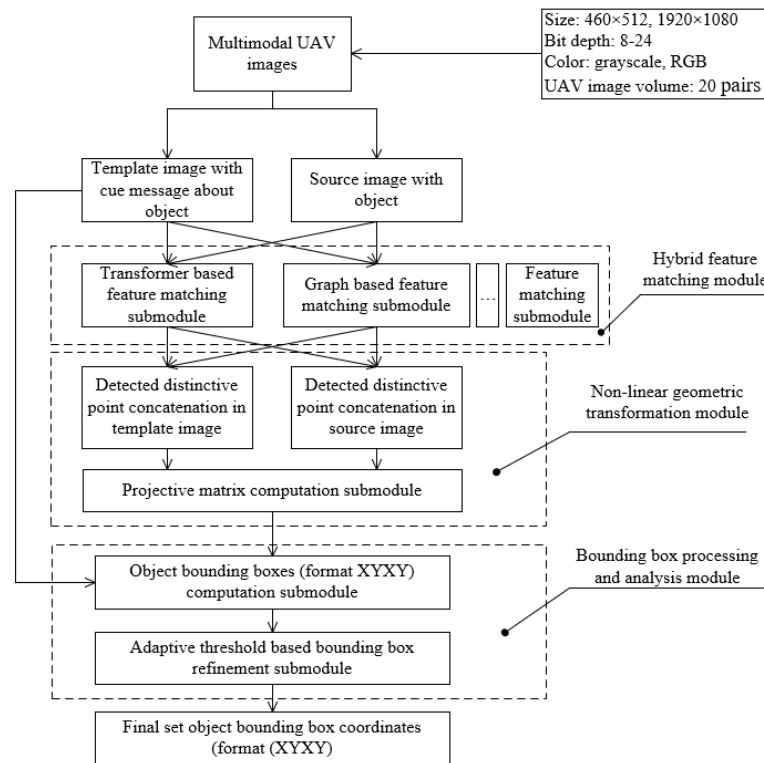 Multimodal UAV
images
Size: 460×512, 1920×1080
Bit depth: 8-24
Color: grayscale, RGB
UAV image volume: 20 pairs
Template image with
cue message about
object
Source image with
object
Transformer based
feature matching
submodule
Graph based feature
matching submodule
...
Feature
matching
submodule
Hybrid feature
matching module
Detected distinctive
point concatenation in
template image
Detected distinctive
point concatenation in
source image
Non-linear geometric
transformation module
Projective matrix computation submodule
Object bounding boxes (format XYXY)
computation submodule
Bounding box processing
and analysis module
Adaptive threshold based bounding box
refinement submodule
Final set object bounding box coordinates
(format (XYXY)